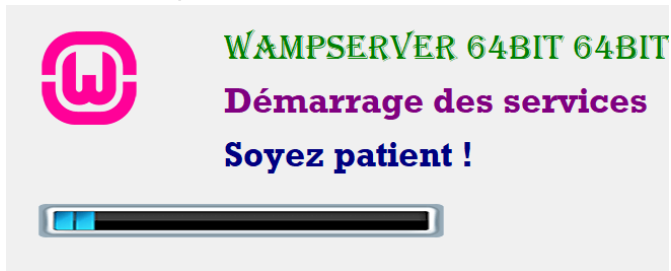 WAMPSERVER 64BIT 64BIT
Démarrage des services
Soyez patient !